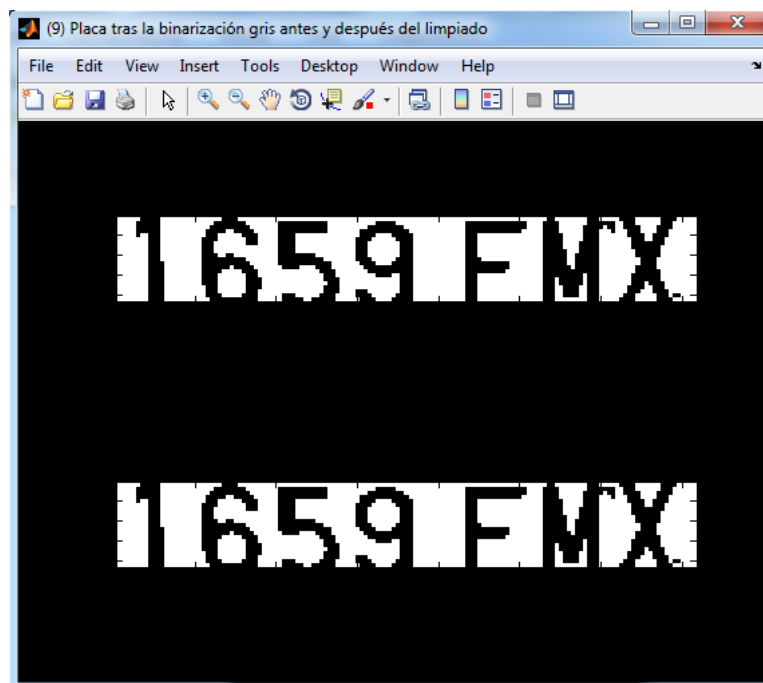 (9) Placa tras la binarización gris antes y después del limpiado
File Edit View Insert Tools Desktop Window Help
1659 FMX
1659 FMX